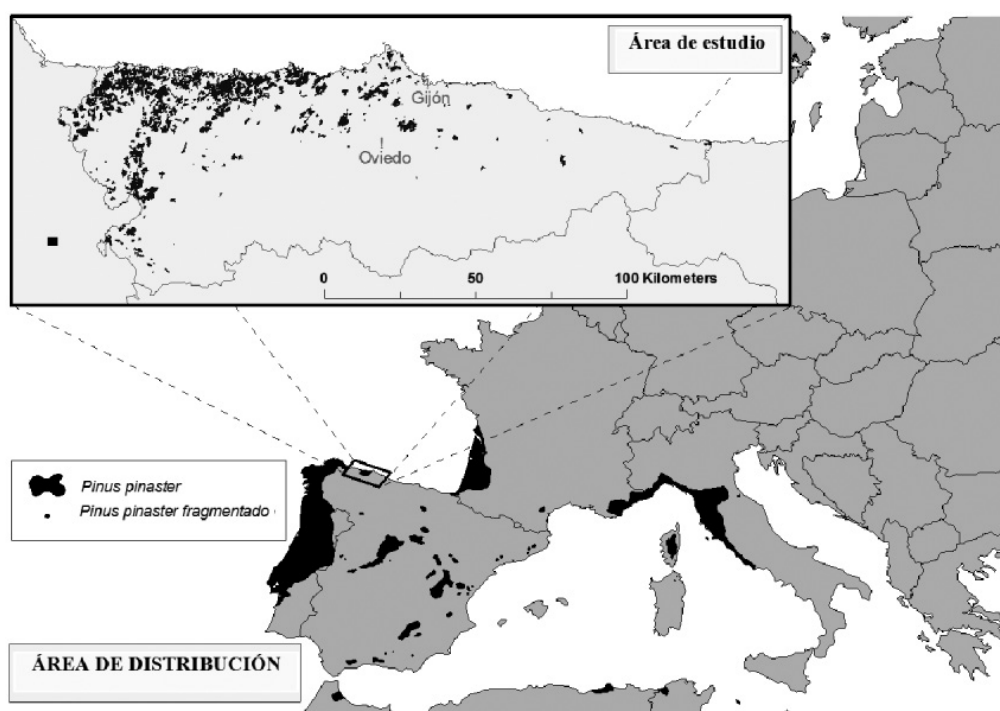 Área de estudio
Gijón
Oviedo
0 50 100 Kilometers
Pinus pinaster
Pinus pinaster fragmentado
ÁREA DE DISTRIBUCIÓN